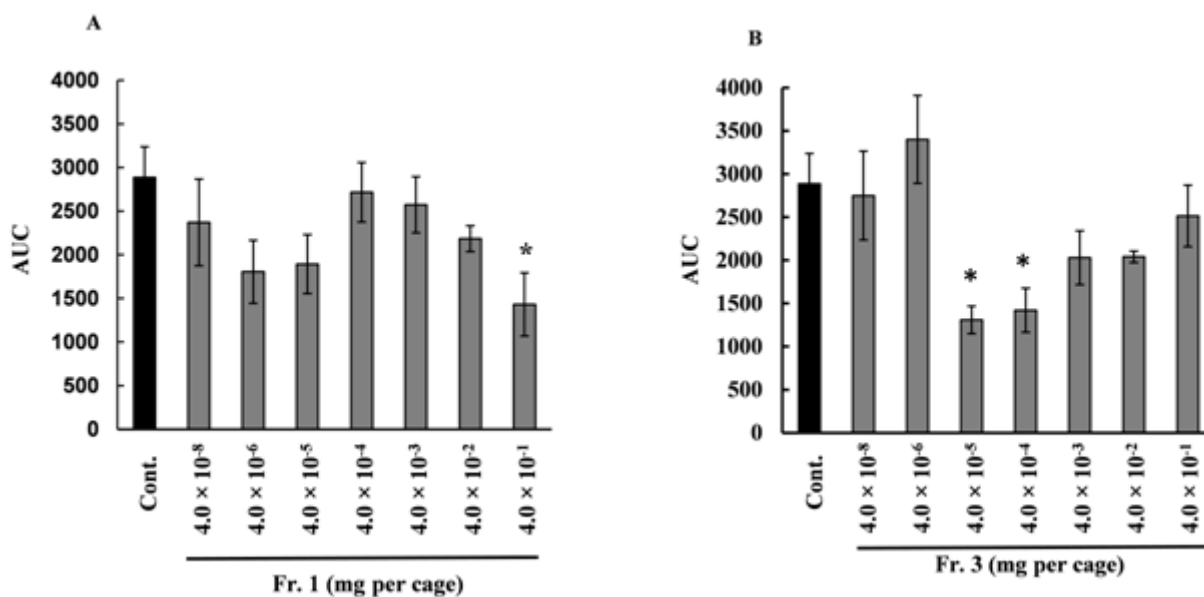 A
AUC
4000
3500
3000
2500
2000
1500
1000
500
0
*
Cont.
4.0 × 10⁻⁸
4.0 × 10⁻⁶
4.0 × 10⁻⁵
4.0 × 10⁻⁴
4.0 × 10⁻³
4.0 × 10⁻²
4.0 × 10⁻¹
Fr. 1 (mg per cage)
B
AUC
4000
3500
3000
2500
2000
1500
1000
500
0
*
*
Cont.
4.0 × 10⁻⁸
4.0 × 10⁻⁶
4.0 × 10⁻⁵
4.0 × 10⁻⁴
4.0 × 10⁻³
4.0 × 10⁻²
4.0 × 10⁻¹
Fr. 3 (mg per cage)